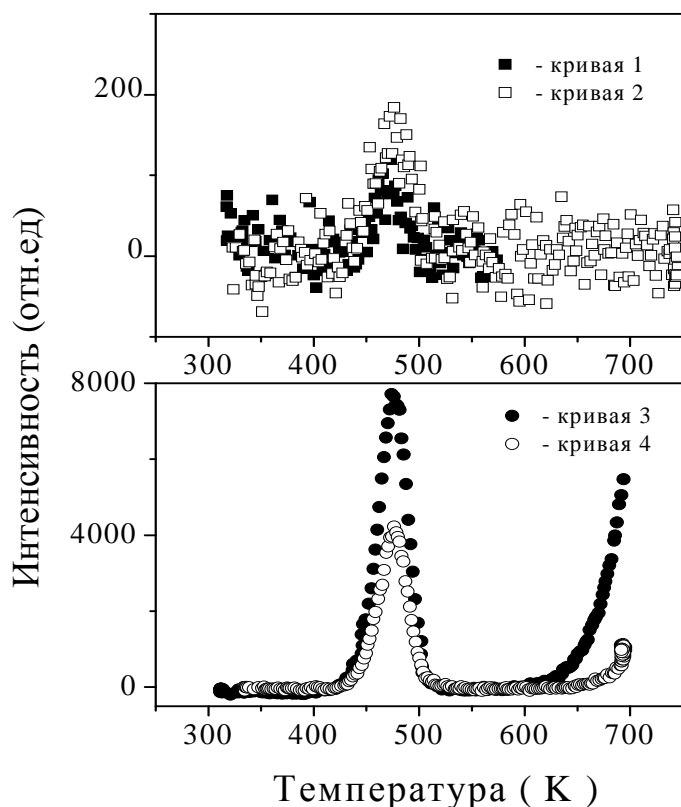 - кривая 1
- кривая 2
200
0
300 400 500 600 700
8000
- кривая 3
- кривая 4
4000
0
300 400 500 600 700
Интенсивность (отн.ед)
Температура ( K )